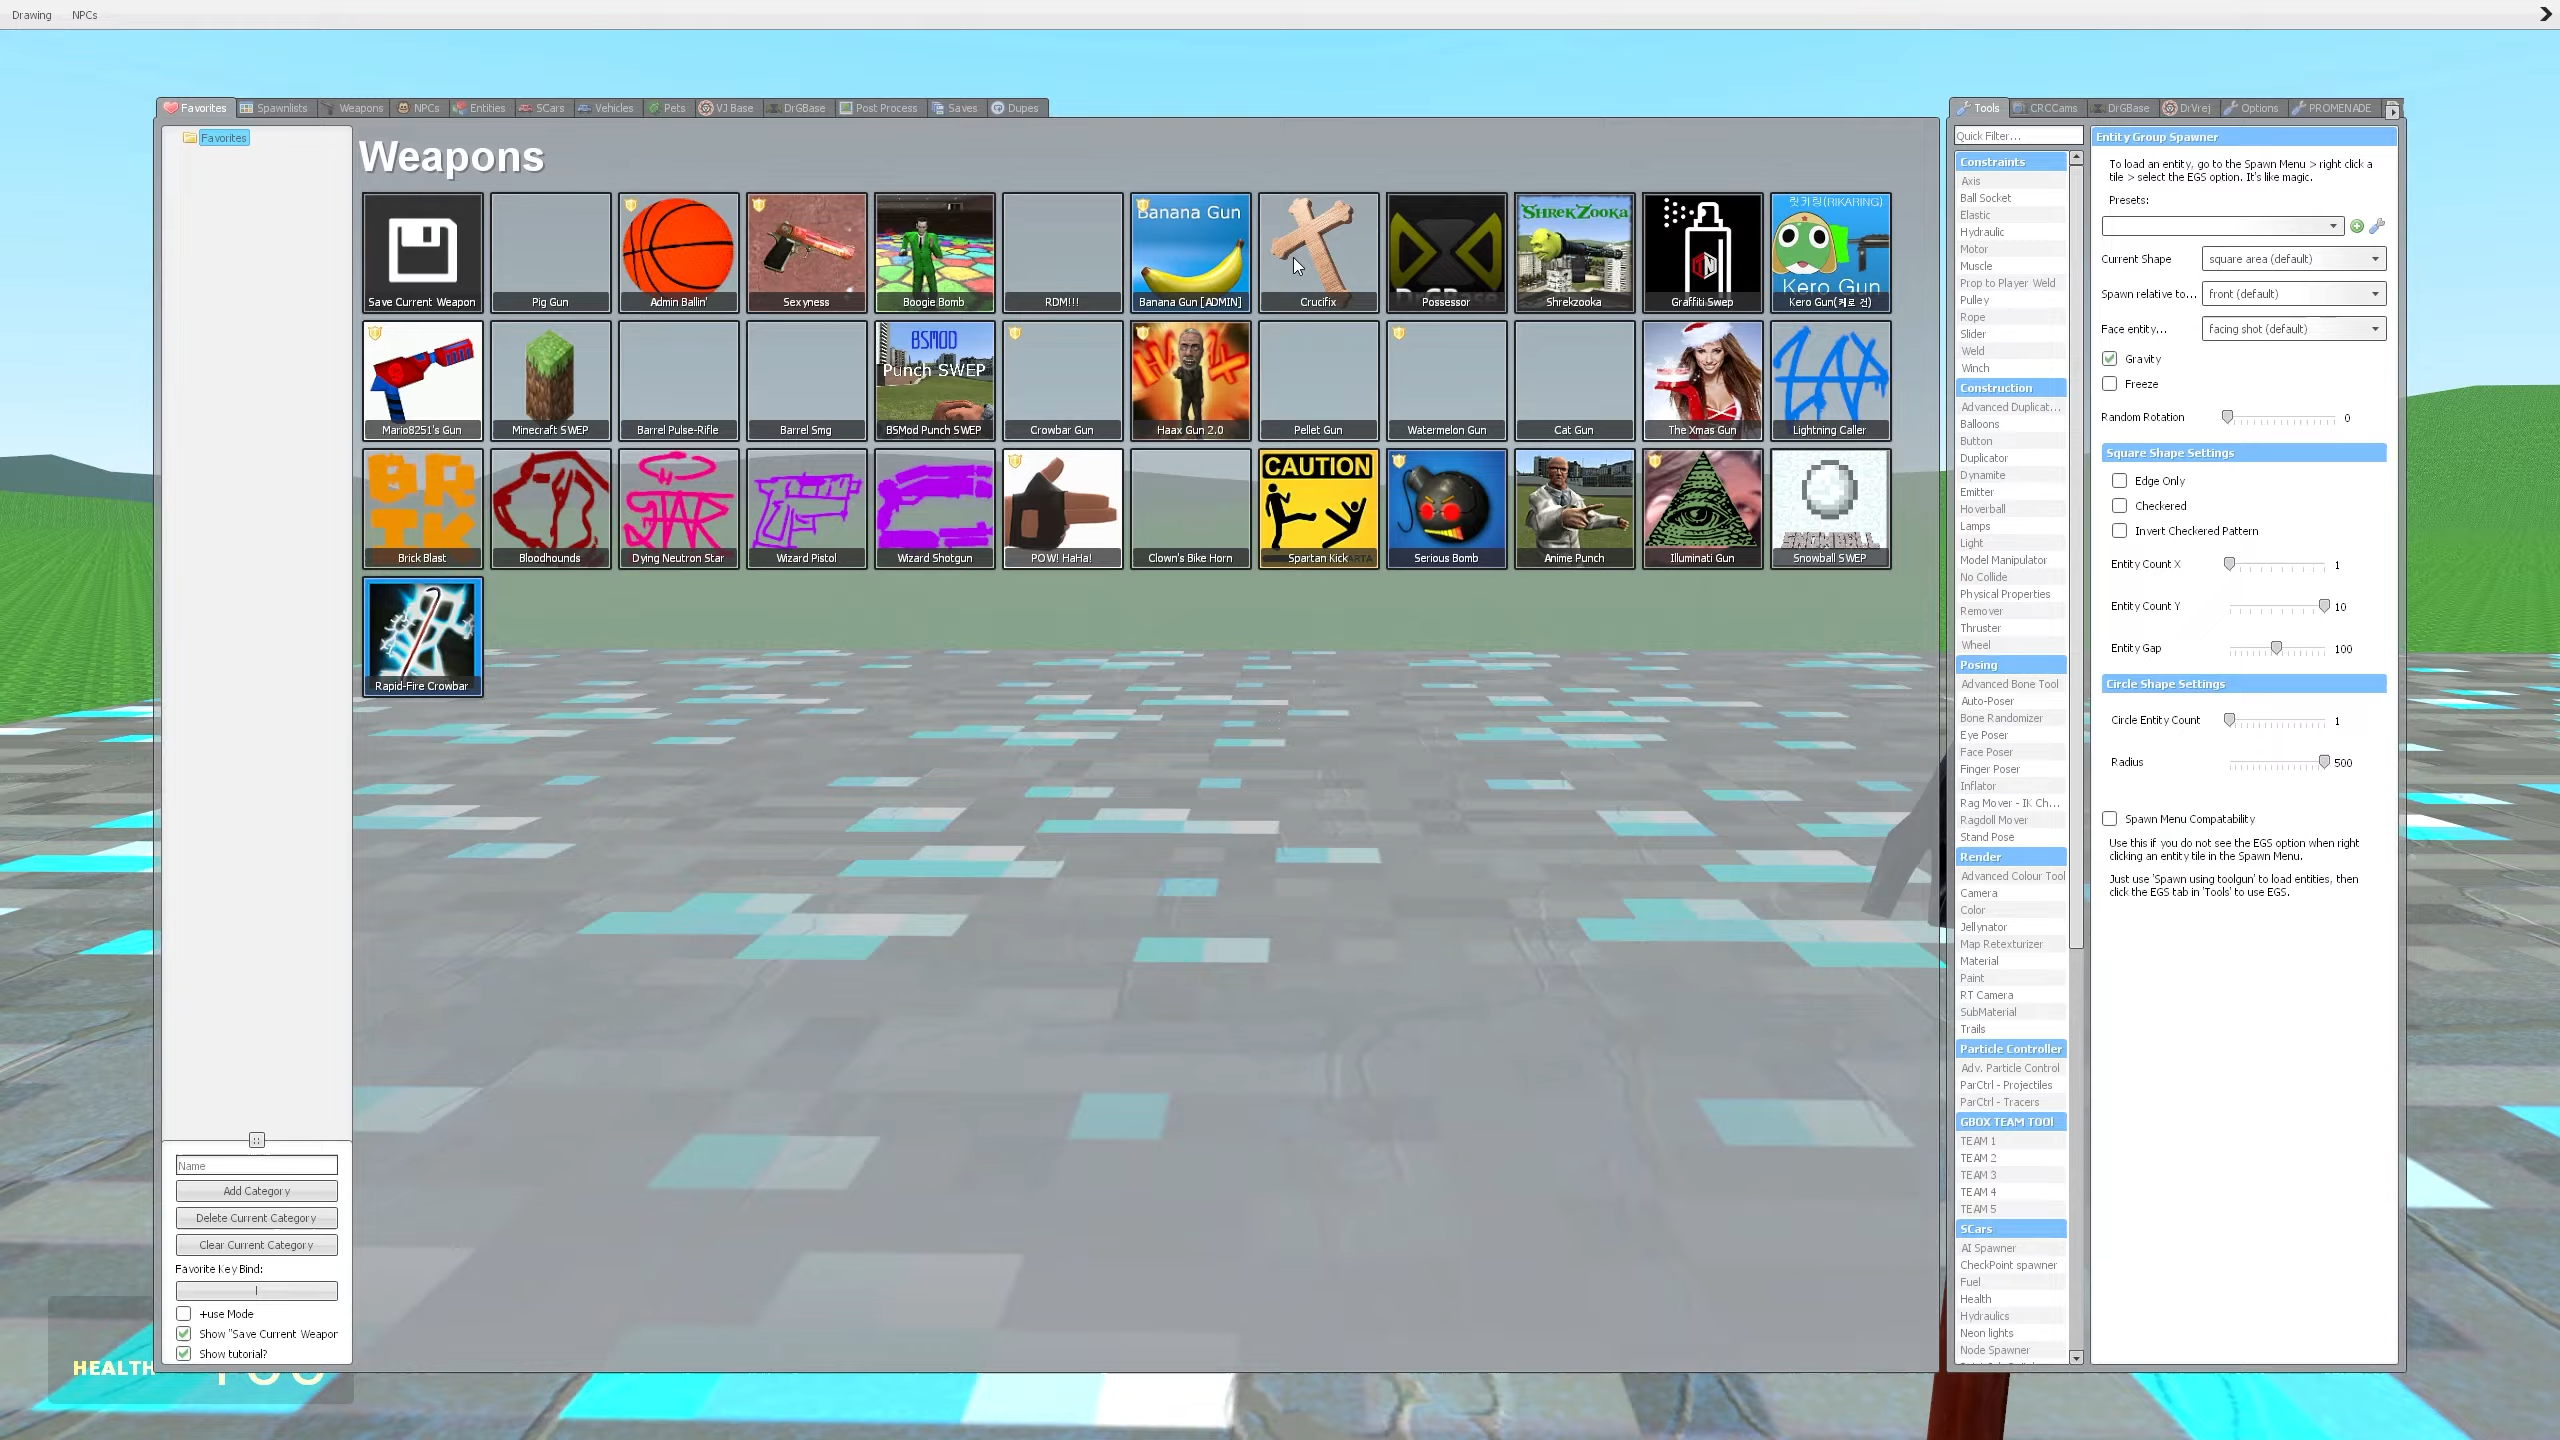 Drawing NPCs
Favorites Spawnlists Weapons NPCs Entities SCars Vehicles Pets VJ Base DrGBase Post Process Saves Dupes
Favorites
Weapons
Save Current Weapon Pig Gun Admin Ballin' Sexyness Boogie Bomb RDM!!! Banana Gun Banana Gun [ADMIN] Crucifix Possessor SHREKZOOKA Shrekzooka Graffiti Swep 릿카링(RIKARING) Kero Gun Kero Gun(케로 건)
Mario8251's Gun Minecraft SWEP Barrel Pulse-Rifle Barrel Smg BSMOD Punch SWEP BSMod Punch SWEP Crowbar Gun HAAX Haax Gun 2.0 Pellet Gun Watermelon Gun Cat Gun The Xmas Gun Lightning Caller
Brick Blast Bloodhounds STAR Dying Neutron Star Wizard Pistol Wizard Shotgun POW! HaHa! Clown's Bike Horn CAUTION Spartan Kick Serious Bomb Anime Punch Illuminati Gun SNOWBALL Snowball SWEP
Rapid-Fire Crowbar
Name
Add Category
Delete Current Category
Clear Current Category
Favorite Key Bind:
I
+use Mode
Show "Save Current Weapon
Show tutorial?
HEALTH 100
Tools CRCCams DrGBase DrVrej Options PROMENADE
Quick Filter...
Constraints
Axis
Ball Socket
Elastic
Hydraulic
Motor
Muscle
Prop to Player Weld
Pulley
Rope
Slider
Weld
Winch
Construction
Advanced Duplicat...
Balloons
Button
Duplicator
Dynamite
Emitter
Hoverball
Lamps
Light
Model Manipulator
No Collide
Physical Properties
Remover
Thruster
Wheel
Posing
Advanced Bone Tool
Auto-Poser
Bone Randomizer
Eye Poser
Face Poser
Finger Poser
Inflator
Rag Mover - IK Ch...
Ragdoll Mover
Stand Pose
Render
Advanced Colour Tool
Camera
Color
Jellynator
Map Retexturizer
Material
Paint
RT Camera
SubMaterial
Trails
Particle Controller
Adv. Particle Control
ParCtrl - Projectiles
ParCtrl - Tracers
GBOX TEAM TOOl
TEAM 1
TEAM 2
TEAM 3
TEAM 4
TEAM 5
SCars
AI Spawner
CheckPoint spawner
Fuel
Health
Hydraulics
Neon lights
Node Spawner
Entity Group Spawner
To load an entity, go to the Spawn Menu > right click a
tile > select the EGS option. It's like magic.
Presets:
Current Shape square area (default)
Spawn relative to... front (default)
Face entity... facing shot (default)
Gravity
Freeze
Random Rotation 0
Square Shape Settings
Edge Only
Checkered
Invert Checkered Pattern
Entity Count X 1
Entity Count Y 10
Entity Gap 100
Circle Shape Settings
Circle Entity Count 1
Radius 500
Spawn Menu Compatability
Use this if you do not see the EGS option when right
clicking an entity tile in the Spawn Menu.
Just use 'Spawn using toolgun' to load entities, then
click the EGS tab in 'Tools' to use EGS.